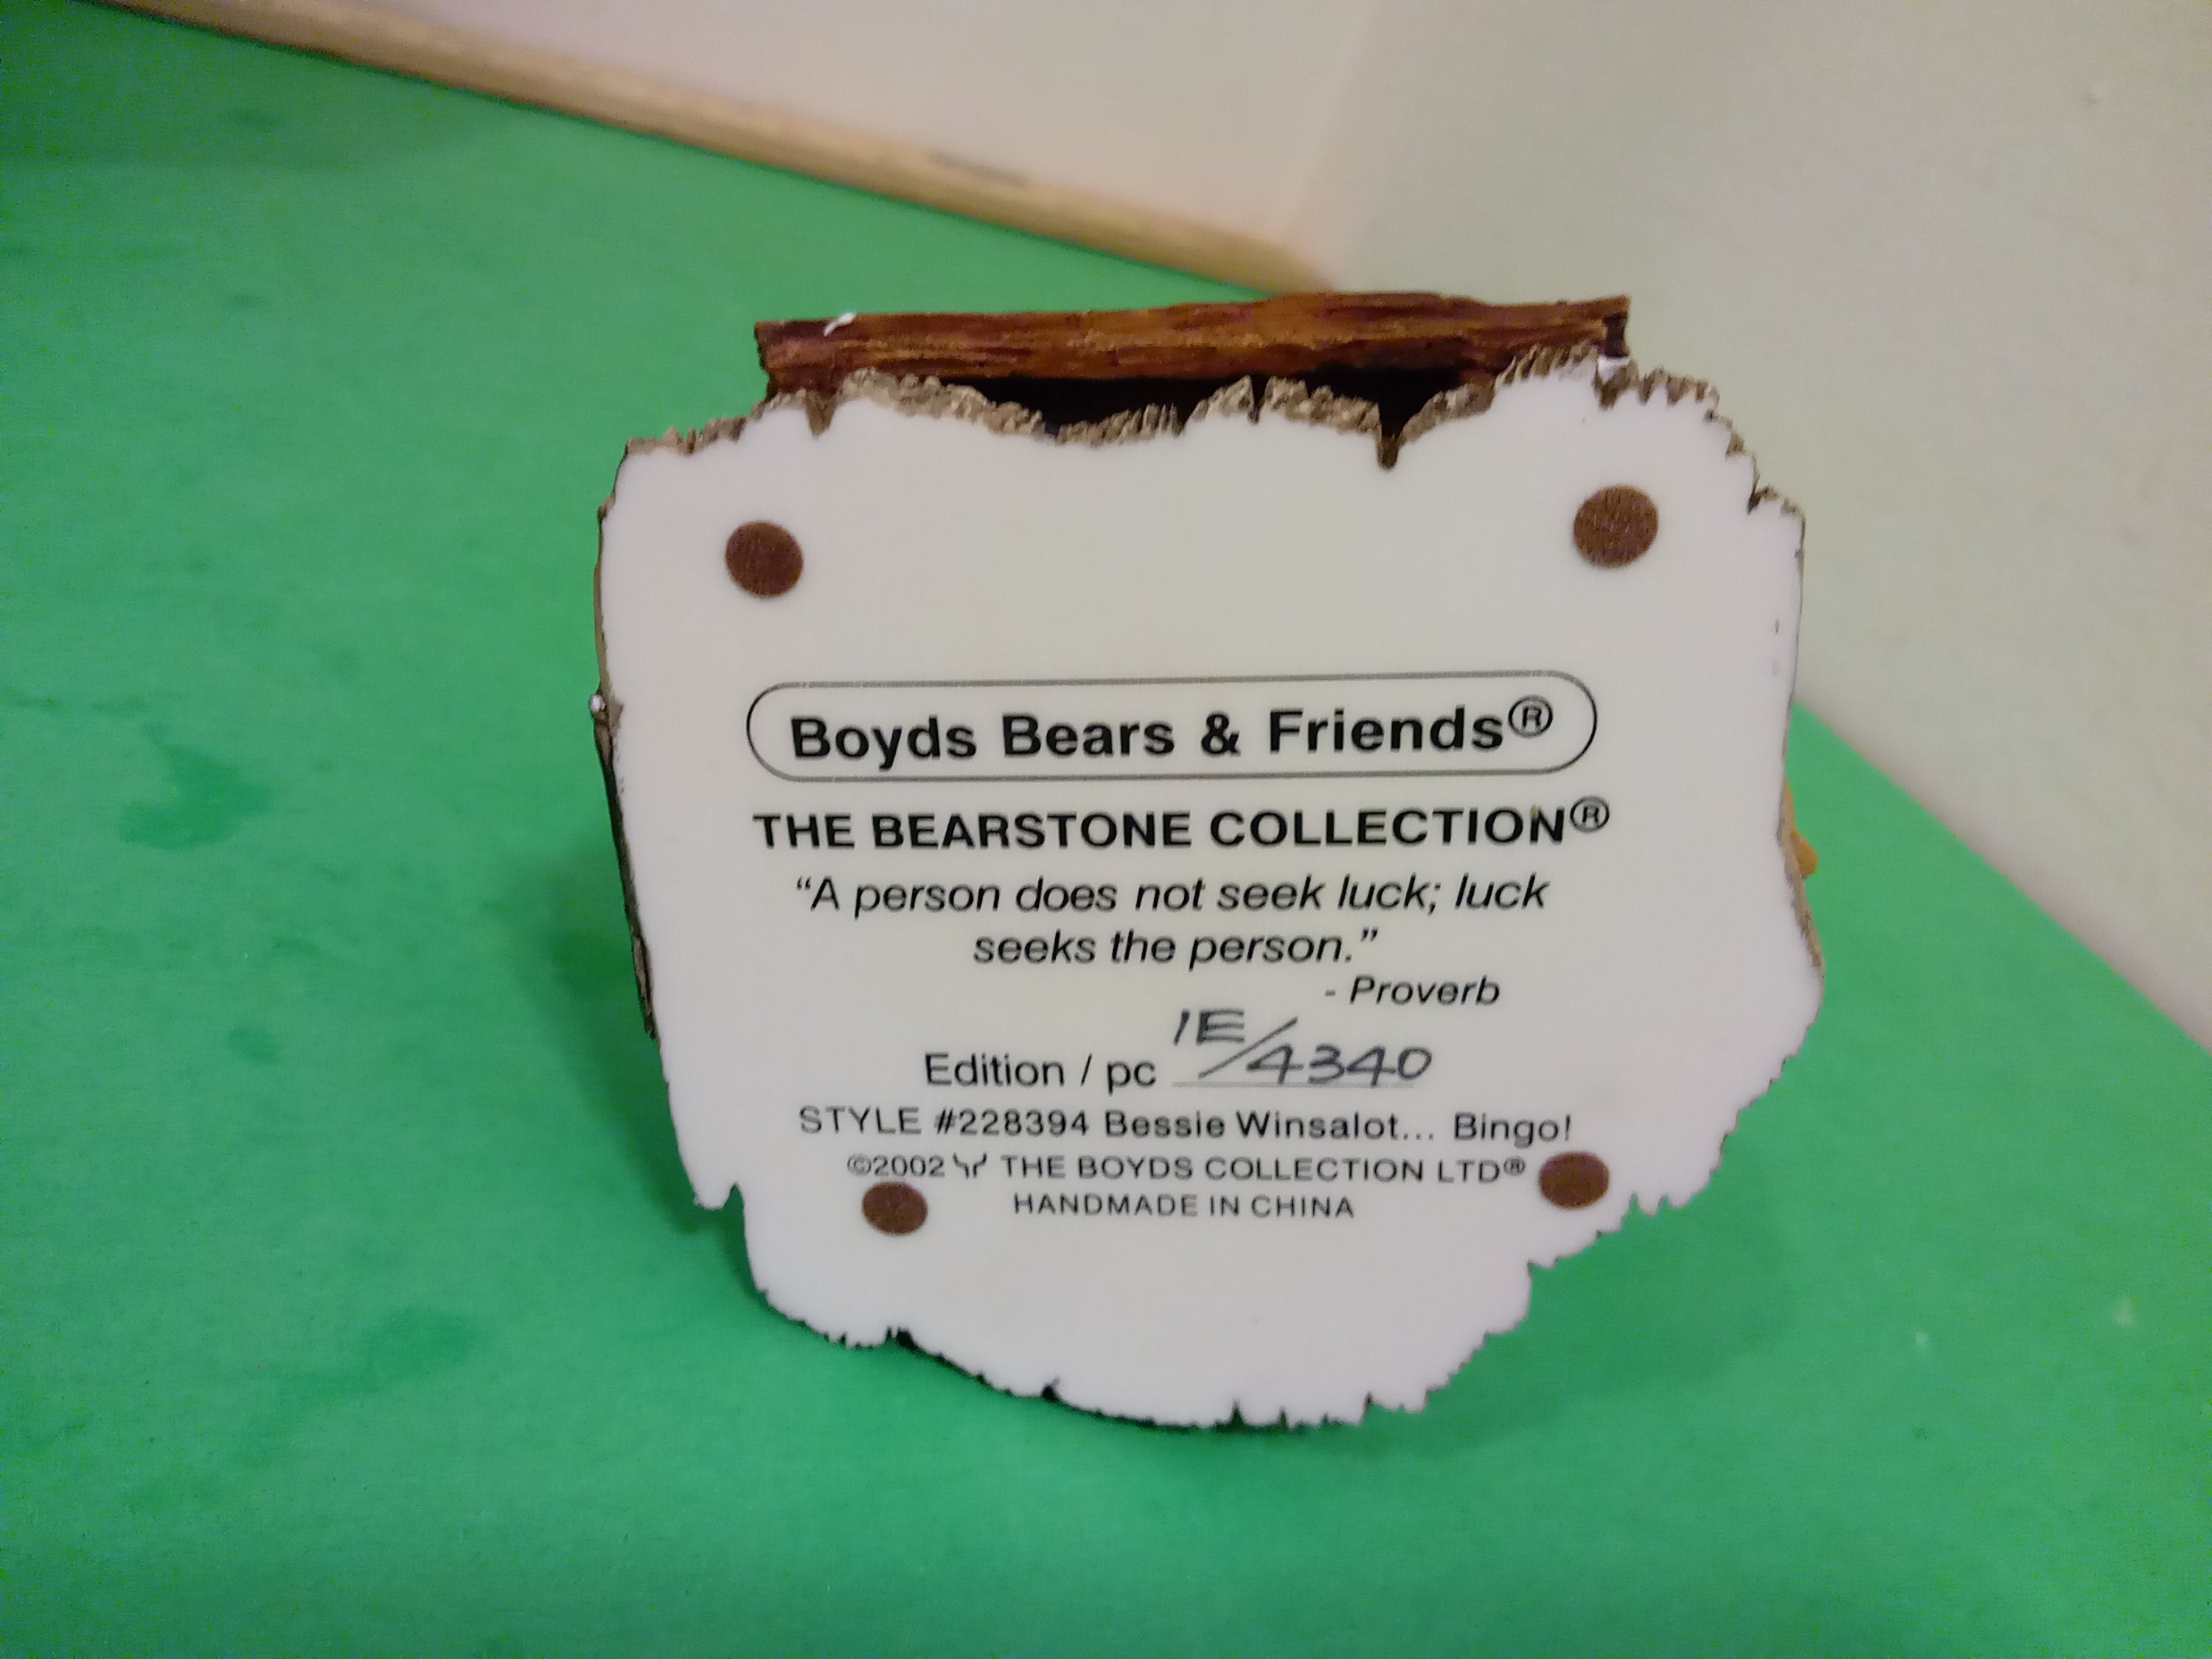 Boyds Bears & Friends®
THE BEARSTONE COLLECTION®
“A person does not seek luck; luck
seeks the person.”
- Proverb
Edition / pc 1E/4340
STYLE #228394 Bessie Winsalot... Bingo!
©2002 THE BOYDS COLLECTION LTD®
HANDMADE IN CHINA